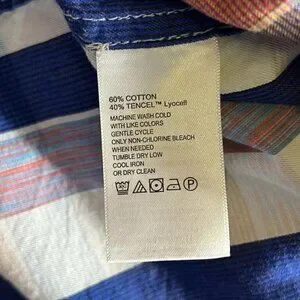 60% COTTON
40% TENCEL™ Lyocell
MACHINE WASH COLD
WITH LIKE COLORS
GENTLE CYCLE
ONLY NON-CHLORINE BLEACH
WHEN NEEDED
TUMBLE DRY LOW
COOL IRON
OR DRY CLEAN